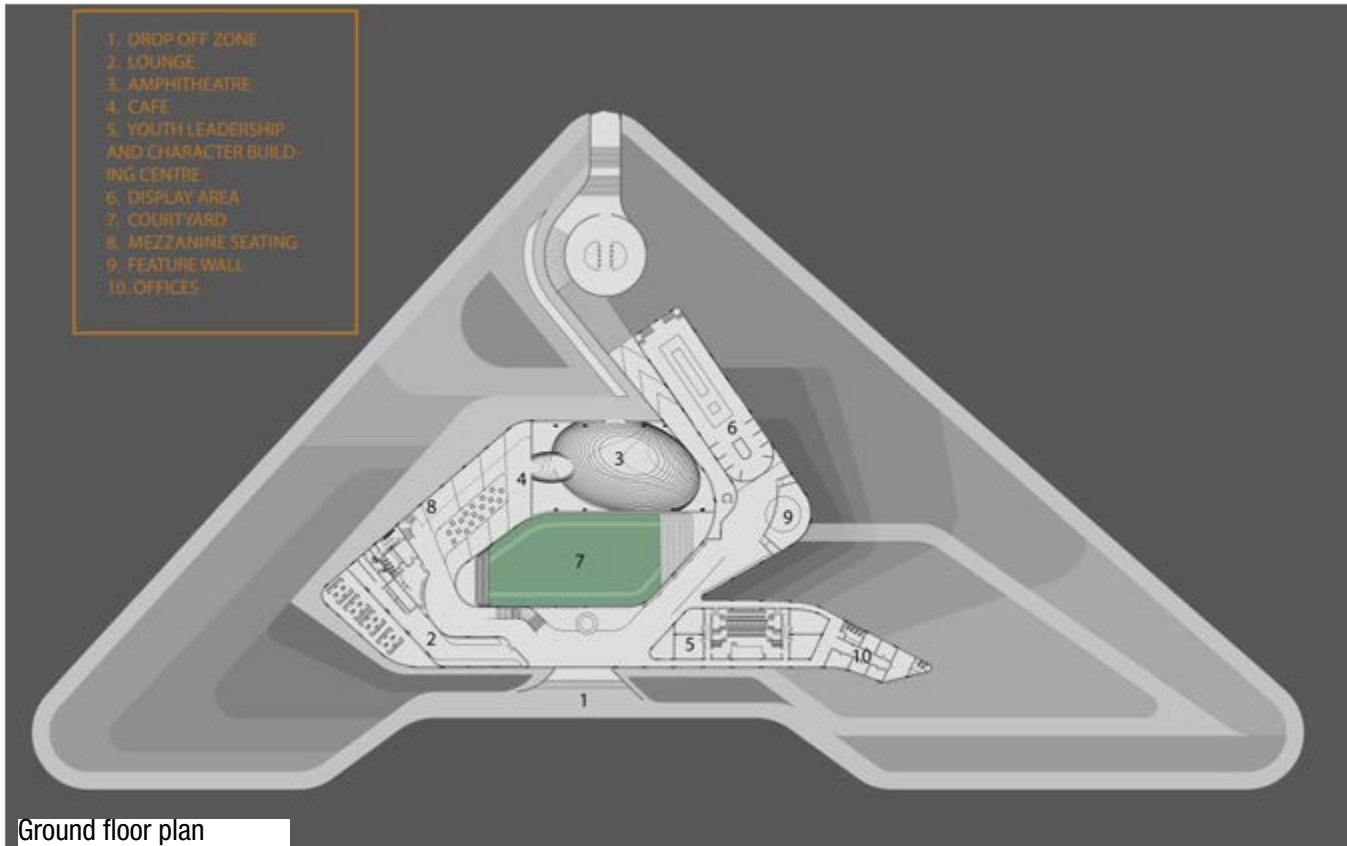 1. DROP OFF ZONE
2. LOUNGE
3. AMPHITHEATRE
4. CAFE
5. YOUTH LEADERSHIP
AND CHARACTER BUILD-
ING CENTRE
6. DISPLAY AREA
7. COURTYARD
8. MEZZANINE SEATING
9. FEATURE WALL
10. OFFICES
3
6
4
8
9
7
2
5
10
1
Ground floor plan